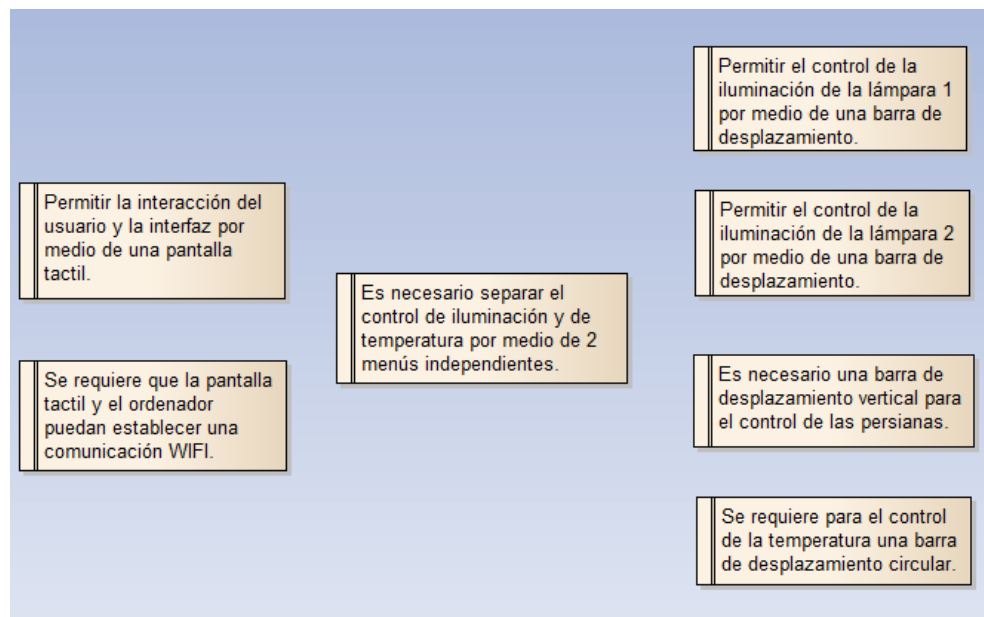 Permitir la interacción del
usuario y la interfaz por
medio de una pantalla
tactil.
Se requiere que la pantalla
tactil y el ordenador
puedan establecer una
comunicación WIFI.
Es necesario separar el
control de iluminación y de
temperatura por medio de 2
menús independientes.
Permitir el control de la
iluminación de la lámpara 1
por medio de una barra de
desplazamiento.
Permitir el control de la
iluminación de la lámpara 2
por medio de una barra de
desplazamiento.
Es necesario una barra de
desplazamiento vertical para
el control de las persianas.
Se requiere para el control
de la temperatura una barra
de desplazamiento circular.